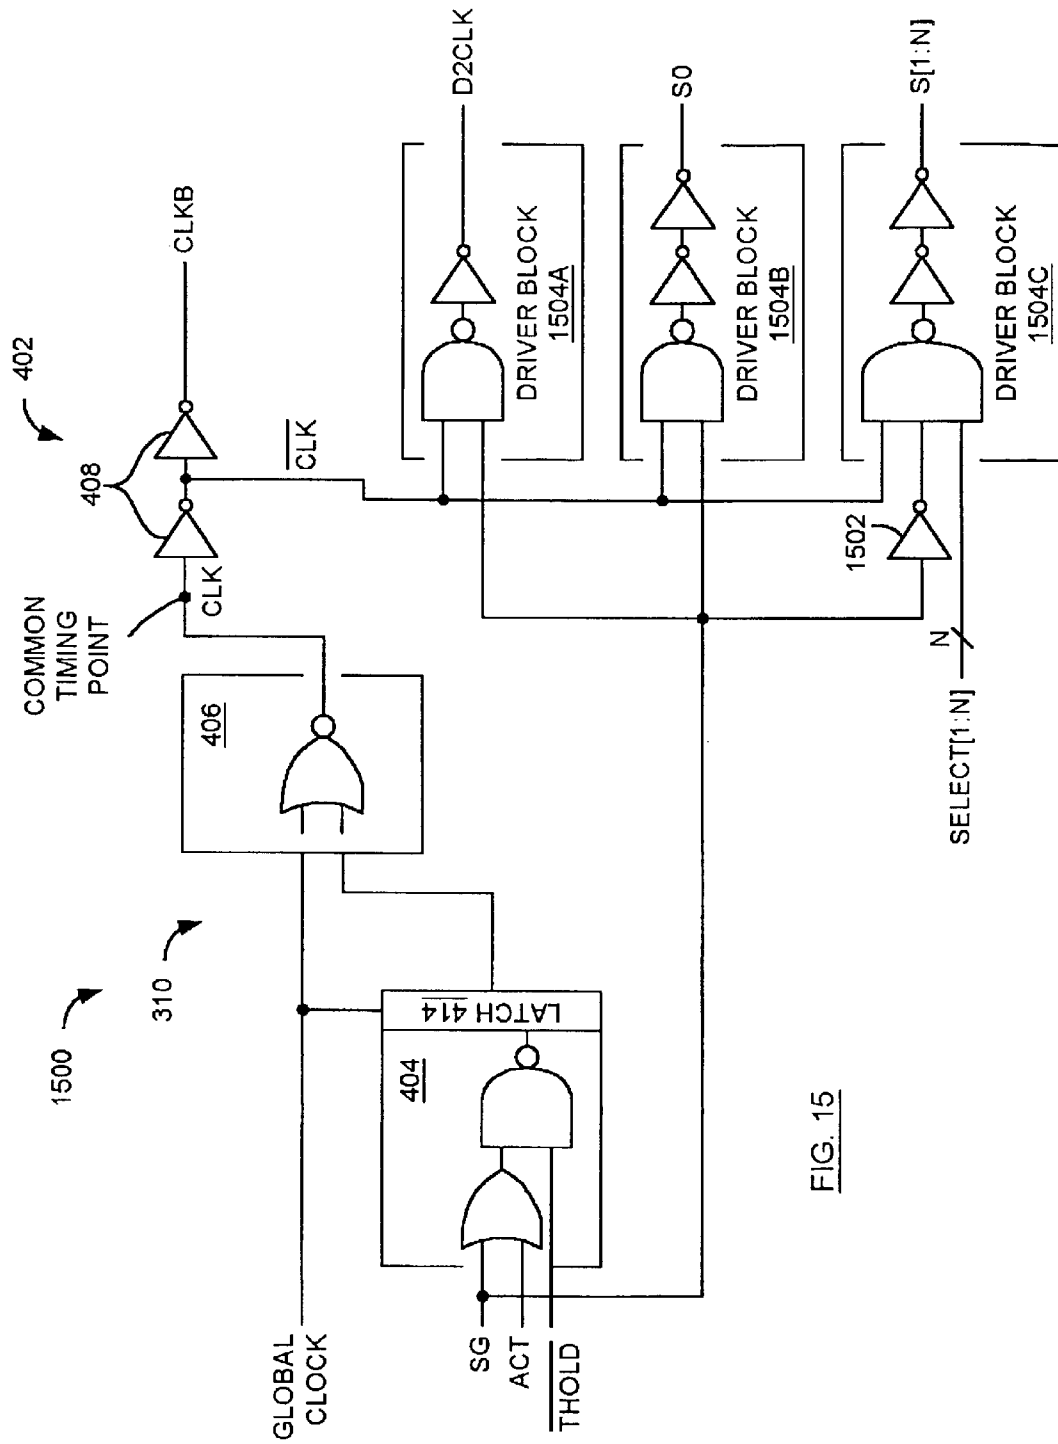 1500
310
402
GLOBAL
CLOCK
SG
ACT
THOLD
404
LATCH 414
406
COMMON
TIMING
POINT
CLK
408
CLKB
CLK
D2CLK
DRIVER BLOCK
1504A
S0
DRIVER BLOCK
1504B
1502
N
SELECT[1:N]
S[1:N]
DRIVER BLOCK
1504C
FIG. 15